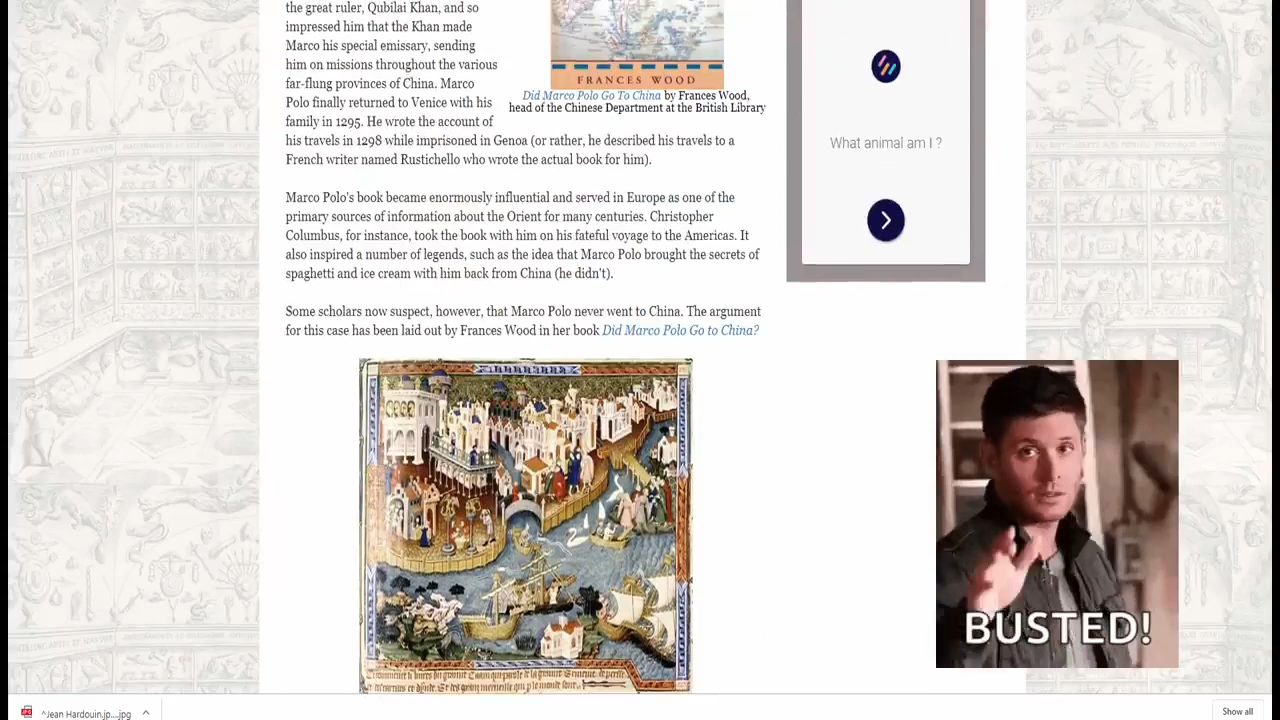 the great ruler, Qubilai Khan, and so
impressed him that the Khan made
Marco his special emissary, sending
him on missions throughout the various
far-flung provinces of China. Marco
Polo finally returned to Venice with his
family in 1295. He wrote the account of
his travels in 1298 while imprisoned in Genoa (or rather, he described his travels to a
French writer named Rustichello who wrote the actual book for him).
FRANCES WOOD
Did Marco Polo Go To China by Frances Wood,
head of the Chinese Department at the British Library
Marco Polo's book became enormously influential and served in Europe as one of the
primary sources of information about the Orient for many centuries. Christopher
Columbus, for instance, took the book with him on his fateful voyage to the Americas. It
also inspired a number of legends, such as the idea that Marco Polo brought the secrets of
spaghetti and ice cream with him back from China (he didn't).
Some scholars now suspect, however, that Marco Polo never went to China. The argument
for this case has been laid out by Frances Wood in her book Did Marco Polo Go to China?
What animal am I ?
BUSTED!
^Jean Hardouin.jp....jpg
Show all